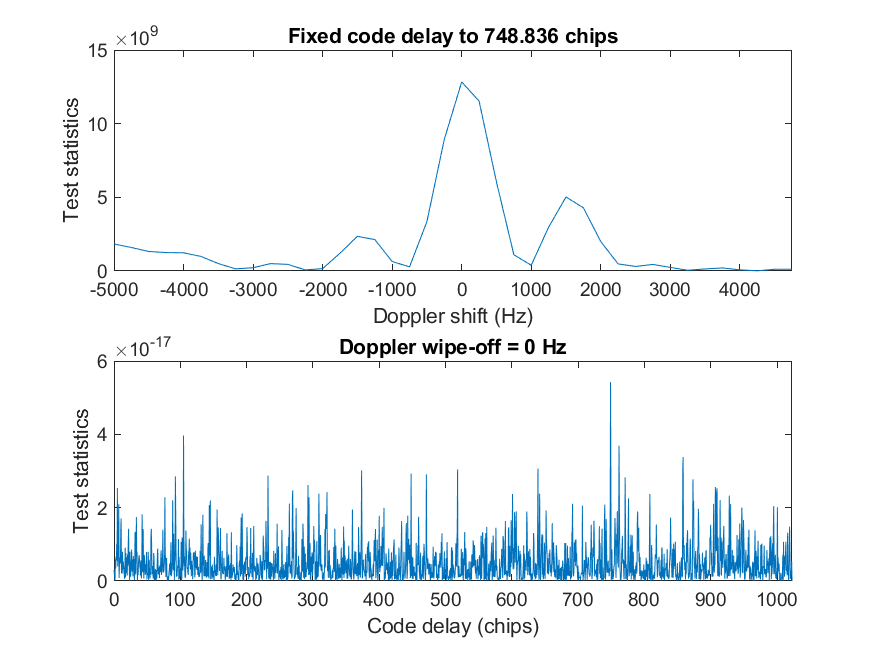 Fixed code delay to 748.836 chips
×10^9
15
10
5
0
Test statistics
-5000 -4000 -3000 -2000 -1000 0 1000 2000 3000 4000
Doppler shift (Hz)
Doppler wipe-off = 0 Hz
×10^-17
6
4
2
0
Test statistics
0 100 200 300 400 500 600 700 800 900 1000
Code delay (chips)